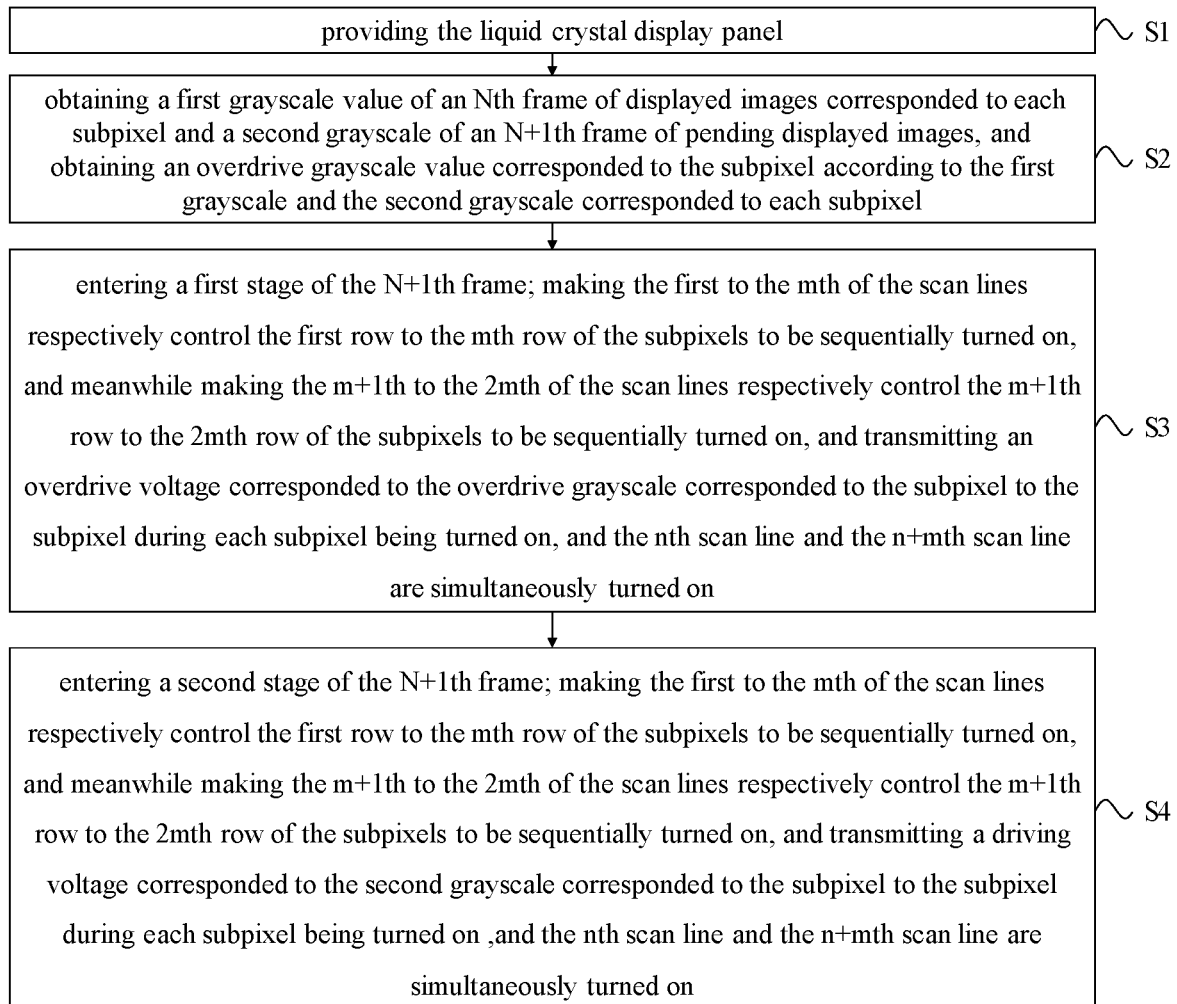 providing the liquid crystal display panel
S1
obtaining a first grayscale value of an Nth frame of displayed images corresponded to each
subpixel and a second grayscale of an N+1th frame of pending displayed images, and
obtaining an overdrive grayscale value corresponded to the subpixel according to the first
grayscale and the second grayscale corresponded to each subpixel
S2
entering a first stage of the N+1th frame; making the first to the mth of the scan lines
respectively control the first row to the mth row of the subpixels to be sequentially turned on,
and meanwhile making the m+1th to the 2mth of the scan lines respectively control the m+1th
row to the 2mth row of the subpixels to be sequentially turned on, and transmitting an
overdrive voltage corresponded to the overdrive grayscale corresponded to the subpixel to the
subpixel during each subpixel being turned on, and the nth scan line and the n+mth scan line
are simultaneously turned on
S3
entering a second stage of the N+1th frame; making the first to the mth of the scan lines
respectively control the first row to the mth row of the subpixels to be sequentially turned on,
and meanwhile making the m+1th to the 2mth of the scan lines respectively control the m+1th
row to the 2mth row of the subpixels to be sequentially turned on, and transmitting a driving
voltage corresponded to the second grayscale corresponded to the subpixel to the subpixel
during each subpixel being turned on ,and the nth scan line and the n+mth scan line are
simultaneously turned on
S4